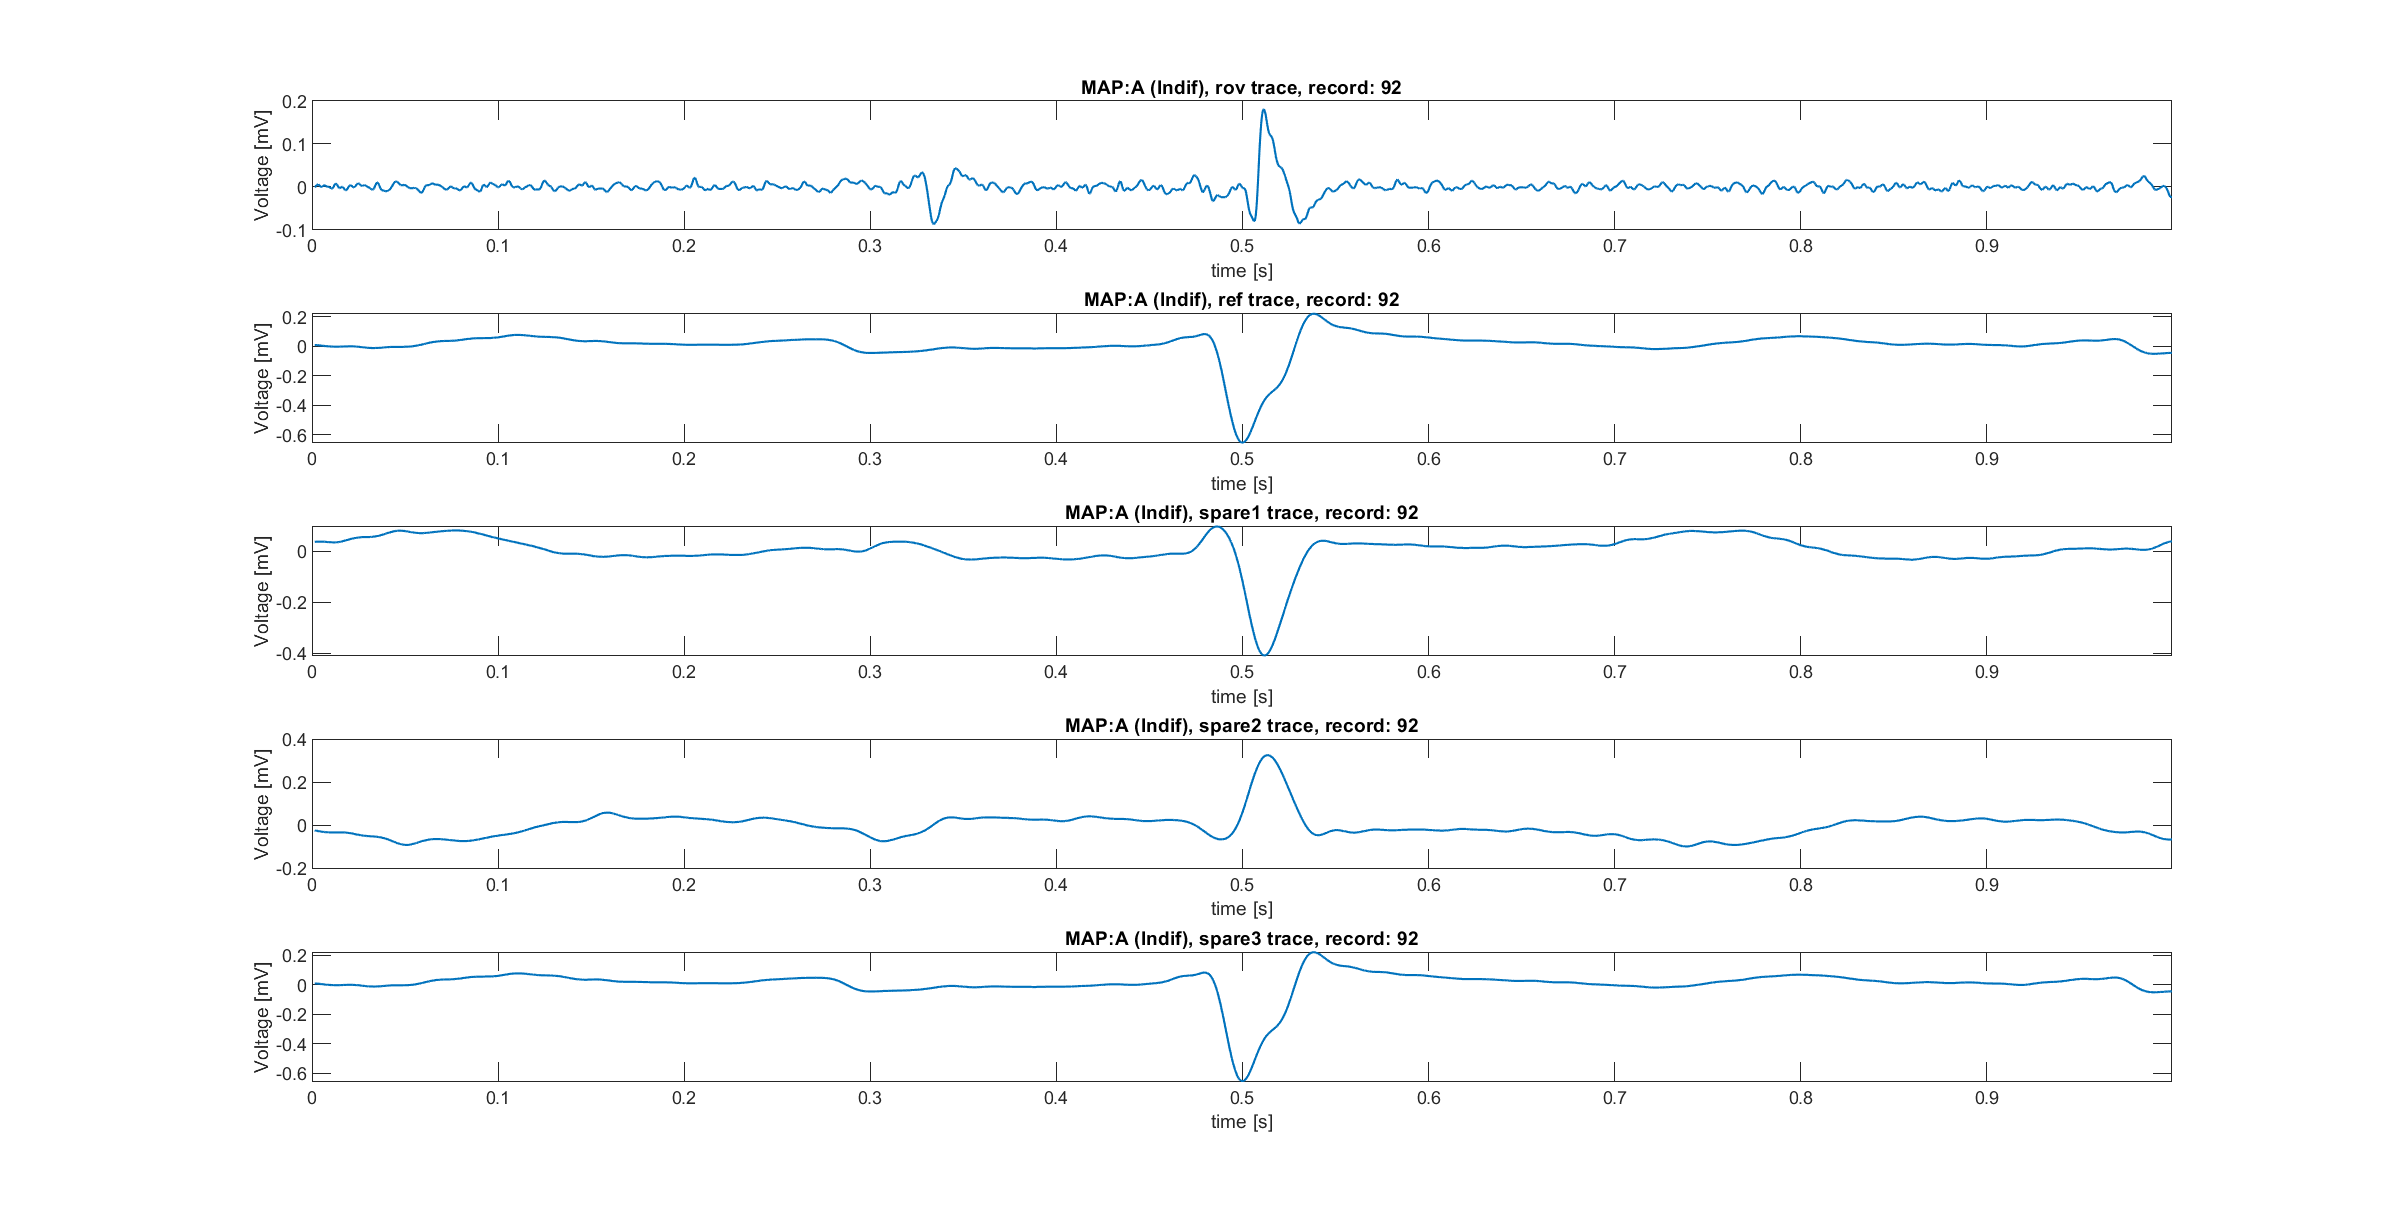 MAP:A (Indif), rov trace, record: 92
Voltage [mV]
0.2
0.1
0
-0.1
0 0.1 0.2 0.3 0.4 0.5 0.6 0.7 0.8 0.9
time [s]
MAP:A (Indif), ref trace, record: 92
Voltage [mV]
0.2
0
-0.2
-0.4
-0.6
0 0.1 0.2 0.3 0.4 0.5 0.6 0.7 0.8 0.9
time [s]
MAP:A (Indif), spare1 trace, record: 92
Voltage [mV]
0
-0.2
-0.4
0 0.1 0.2 0.3 0.4 0.5 0.6 0.7 0.8 0.9
time [s]
MAP:A (Indif), spare2 trace, record: 92
Voltage [mV]
0.4
0.2
0
-0.2
0 0.1 0.2 0.3 0.4 0.5 0.6 0.7 0.8 0.9
time [s]
MAP:A (Indif), spare3 trace, record: 92
Voltage [mV]
0.2
0
-0.2
-0.4
-0.6
0 0.1 0.2 0.3 0.4 0.5 0.6 0.7 0.8 0.9
time [s]